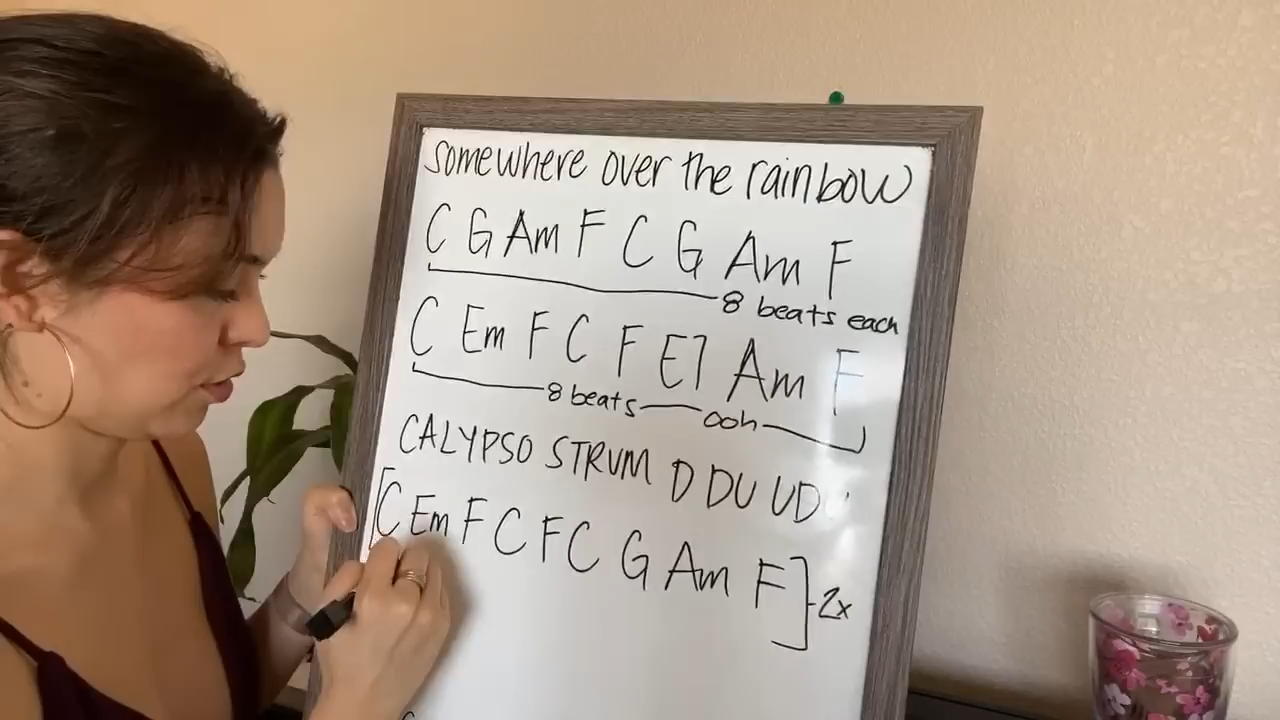 somewhere over the rainbow
C G Am F C G Am F
8 beats each
C Em F C F E7 Am F
8 beats ooh
CALYPSO STRUM D DU UD
[C Em F C F C G Am F] 2x